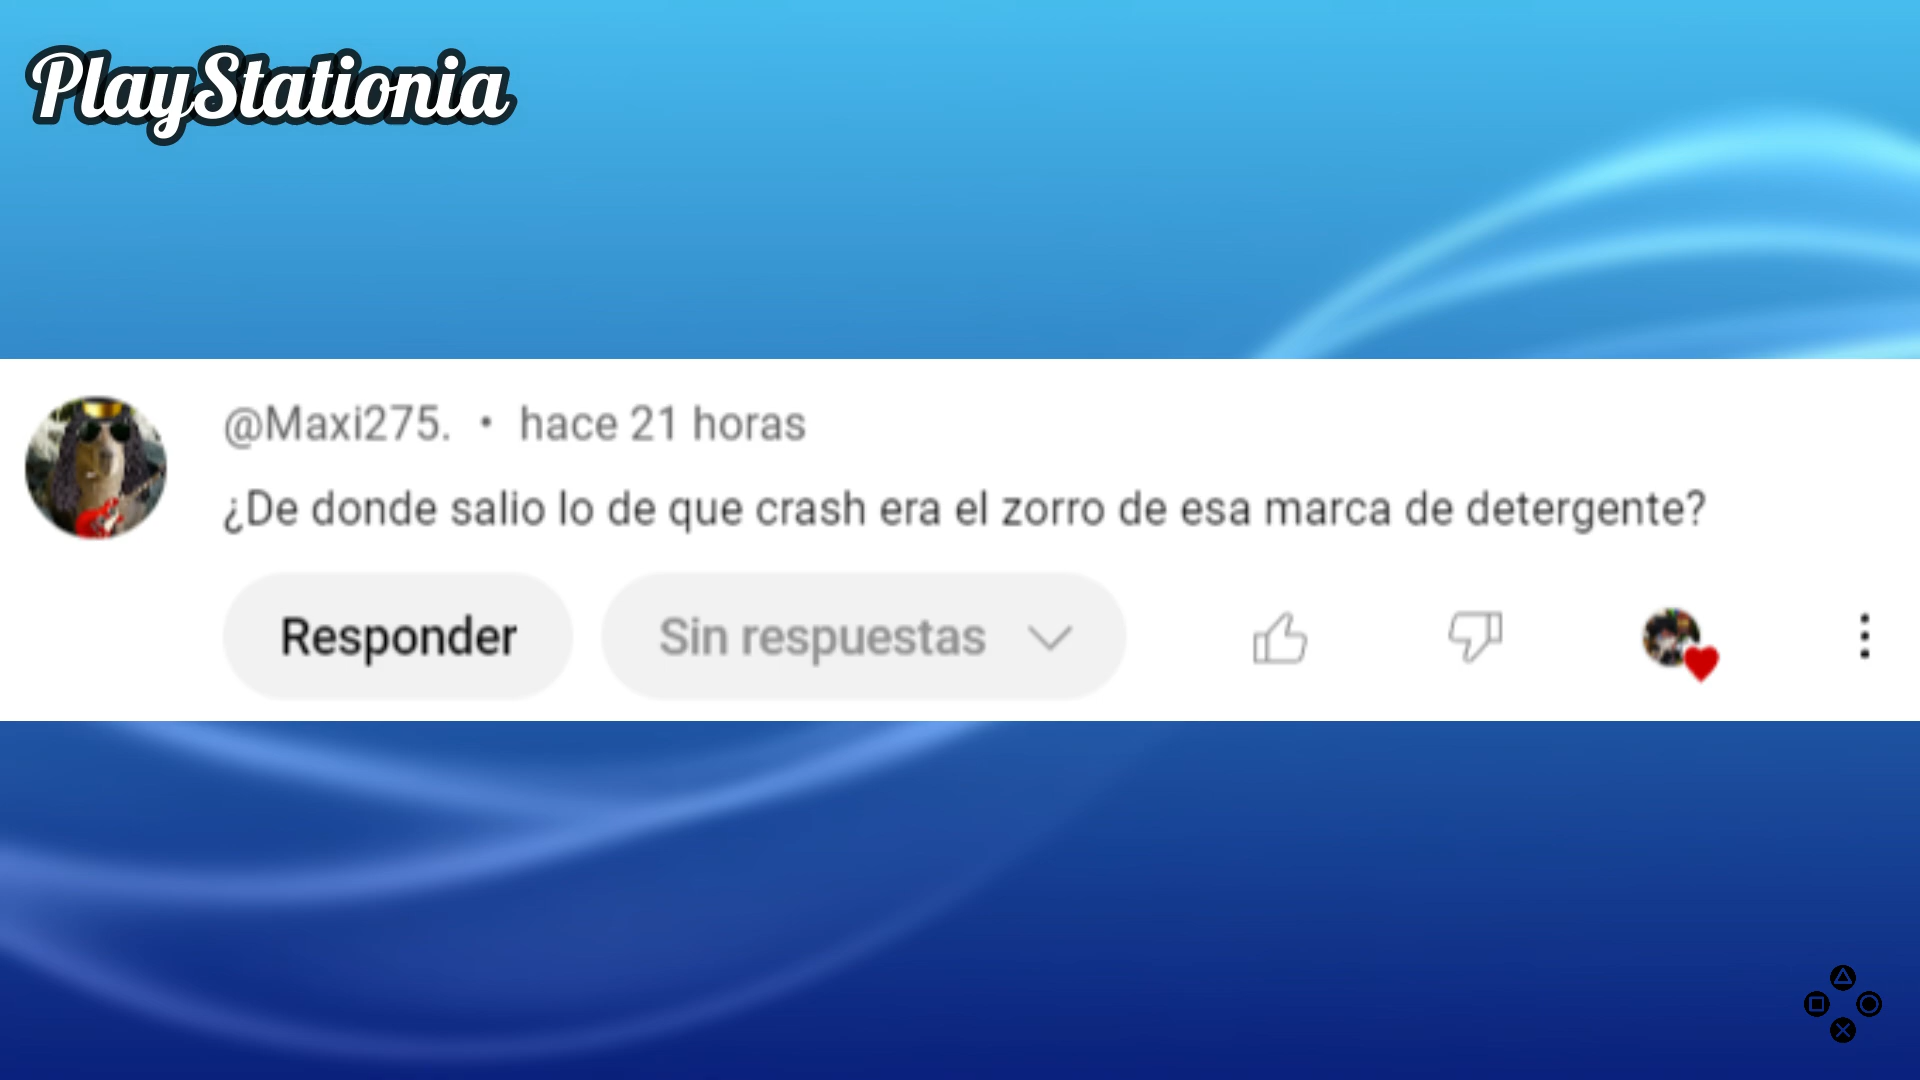 PlayStationia
@Maxi275. • hace 21 horas
¿De donde salio lo de que crash era el zorro de esa marca de detergente?
Responder
Sin respuestas